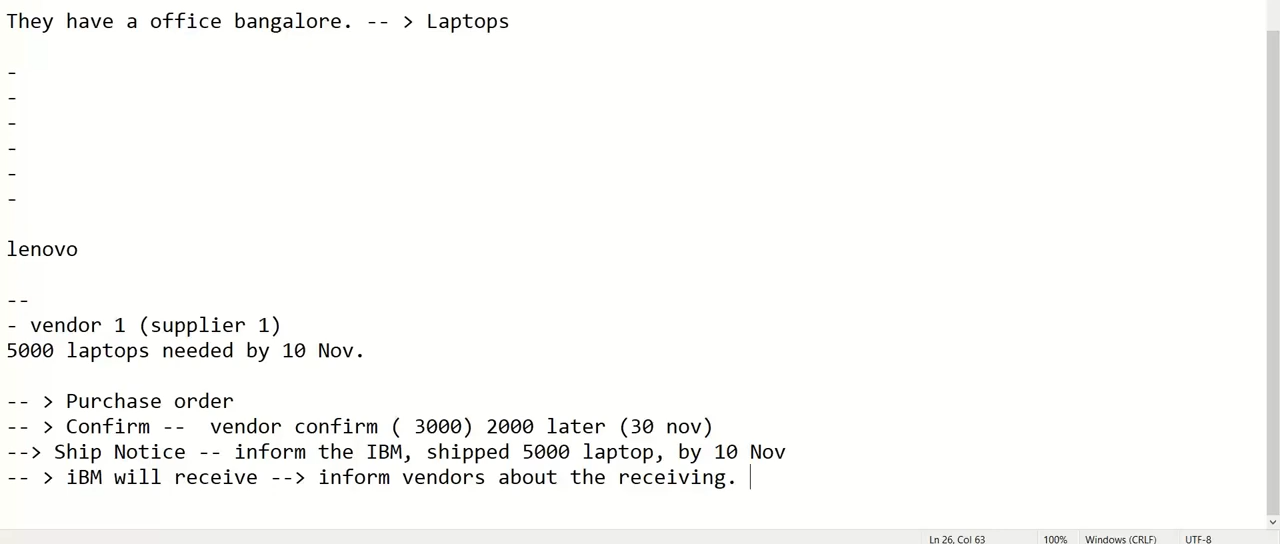 They have a office bangalore. -- > Laptops
-
-
-
-
-
-
lenovo
--
- vendor 1 (supplier 1)
5000 laptops needed by 10 Nov.
-- > Purchase order
-- > Confirm --  vendor confirm ( 3000) 2000 later (30 nov)
--> Ship Notice -- inform the IBM, shipped 5000 laptop, by 10 Nov
-- > iBM will receive --> inform vendors about the receiving.
Ln 26, Col 63 100% Windows (CRLF) UTF-8